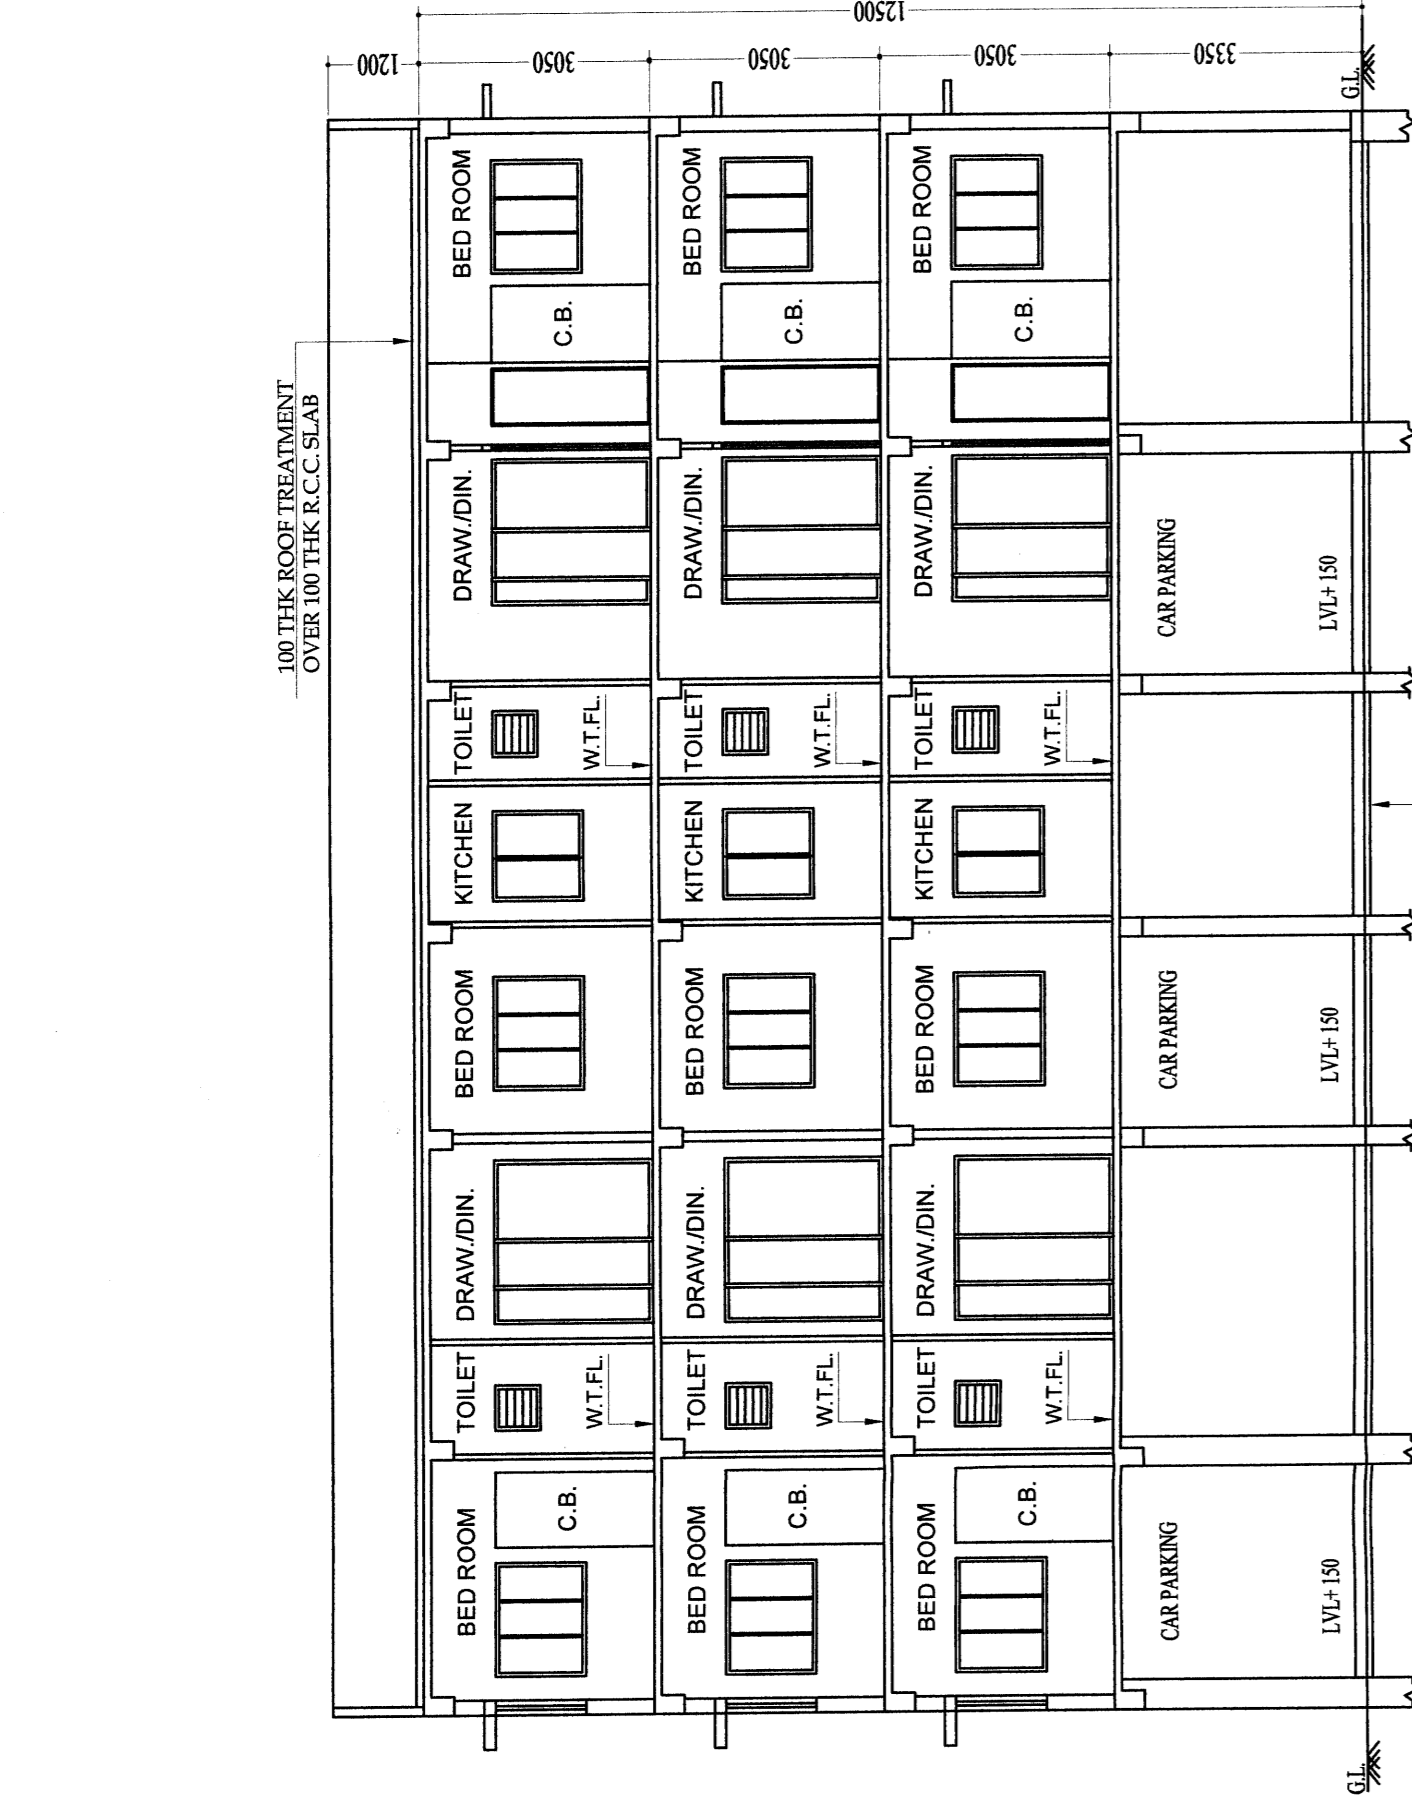 100 THK ROOF TREATMENT
OVER 100 THK R.C.C. SLAB
BED ROOM
C.B.
TOILET
W.T.FL.
DRAW./DIN.
BED ROOM
KITCHEN
TOILET
W.T.FL.
DRAW./DIN.
C.B.
BED ROOM
BED ROOM
C.B.
TOILET
W.T.FL.
DRAW./DIN.
BED ROOM
KITCHEN
TOILET
W.T.FL.
DRAW./DIN.
C.B.
BED ROOM
BED ROOM
C.B.
TOILET
W.T.FL.
DRAW./DIN.
BED ROOM
KITCHEN
TOILET
W.T.FL.
DRAW./DIN.
C.B.
BED ROOM
CAR PARKING
CAR PARKING
CAR PARKING
LVL+ 150
LVL+ 150
LVL+ 150
G.L.
G.L.
1200
3050
3050
3050
3350
12500